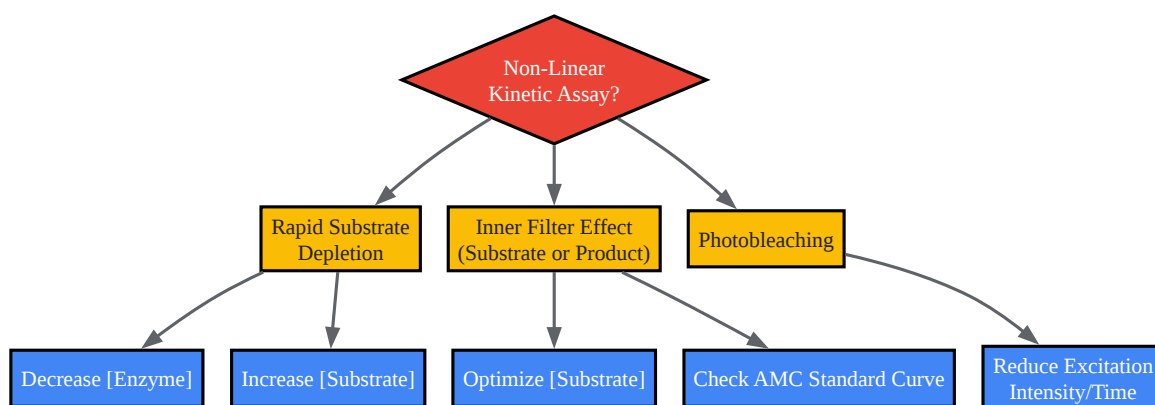 Non-Linear
Kinetic Assay?
Rapid Substrate
Depletion
Inner Filter Effect
(Substrate or Product)
Photobleaching
Decrease [Enzyme]
Increase [Substrate]
Optimize [Substrate]
Check AMC Standard Curve
Reduce Excitation
Intensity/Time